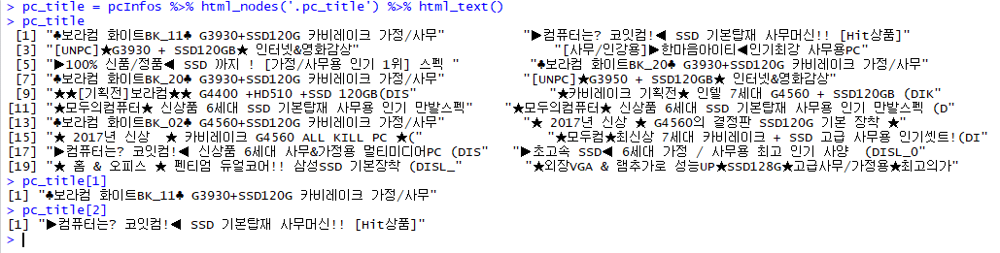 > pc_title = pcInfos %>% html_nodes('.pc_title') %>% html_text()
> pc_title
[1] "♣보라컴 화이트BK_11♣ G3930+SSD120G 카비레이크 가정/사무" "▶컴퓨터는? 코잇컴!◀ SSD 기본탑재 사무머신!! [Hit상품]"
[3] "[UNPC]★G3930 + SSD120GB★ 인터넷&영화감상" "[사무/인강용]▶한마음아이티◀인기최강 사무용PC"
[5] "▶100% 신품/정품◀ SSD 까지 ! [가정/사무용 인기 1위] 스펙 " "♣보라컴 화이트BK_20♣ G3930+SSD120G 카비레이크 가정/사무"
[7] "♣보라컴 화이트BK_20♣ G3930+SSD120G 카비레이크 가정/사무" "[UNPC]★G3950 + SSD120GB★ 인터넷&영화감상"
[9] "★★[기획전]보라컴★★ G4400 +HD510 +SSD 120GB(DIS" "★카비레이크 기획전★ 인텔 7세대 G4560 + SSD120GB (DIK"
[11] "★모두의컴퓨터★ 신상품 6세대 SSD 기본탑재 사무용 인기 만발스펙" "★모두의컴퓨터★ 신상품 6세대 SSD 기본탑재 사무용 인기 만발스펙 (D"
[13] "♣보라컴 화이트BK_02♣ G4560+SSD120G 카비레이크 가정/사무" "★ 2017년 신상 ★ G4560의 결정판 SSD120G 기본 장착 ★"
[15] "★ 2017년 신상 ★ 카비레이크 G4560 ALL KILL PC ★(" "★모두컴★최신상 7세대 카비레이크 + SSD 고급 사무용 인기셋트!(DI"
[17] "▶컴퓨터는? 코잇컴!◀ 신상품 6세대 사무&가정용 멀티미디어PC (DIS" "▶초고속 SSD◀ 6세대 가정 / 사무용 최고 인기 사양 (DISL_0"
[19] "★ 홈 & 오피스 ★ 펜티엄 듀얼코어!! 삼성SSD 기본장착 (DISL_" "★외장VGA & 램추가로 성능UP★SSD128G★고급사무/가정용★최고의가"
> pc_title[1]
[1] "♣보라컴 화이트BK_11♣ G3930+SSD120G 카비레이크 가정/사무"
> pc_title[2]
[1] "▶컴퓨터는? 코잇컴!◀ SSD 기본탑재 사무머신!! [Hit상품]"
>